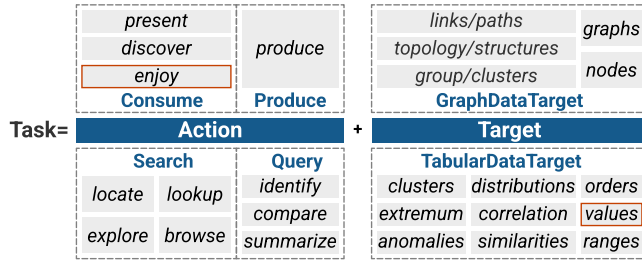 present
discover
enjoy
Consume
produce
Produce
links/paths
topology/structures
group/clusters
graphs
nodes
GraphDataTarget
Task=
Action
+
Target
Search
locate lookup
explore browse
Query
identify
compare
summarize
TabularDataTarget
clusters distributions orders
extremum correlation values
anomalies similarities ranges